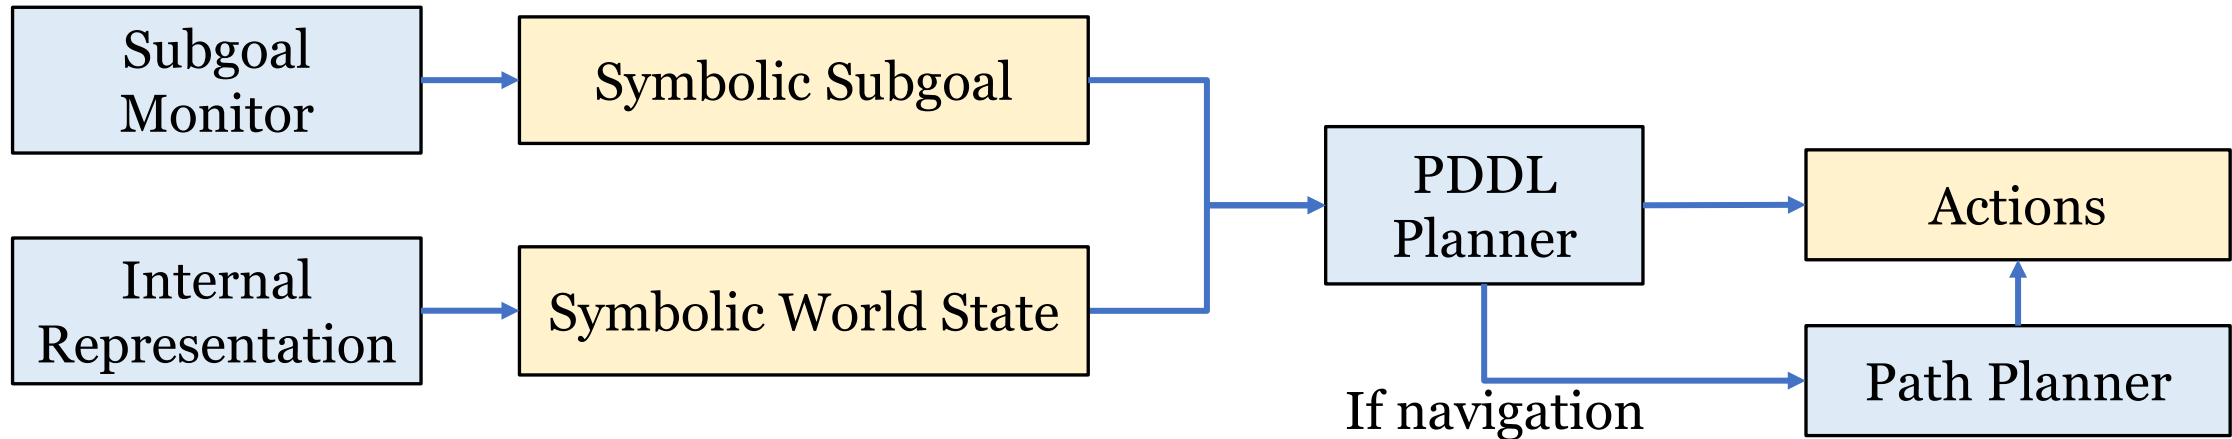 Subgoal
Monitor
Symbolic Subgoal
Internal
Representation
Symbolic World State
PDDL
Planner
Actions
If navigation
Path Planner